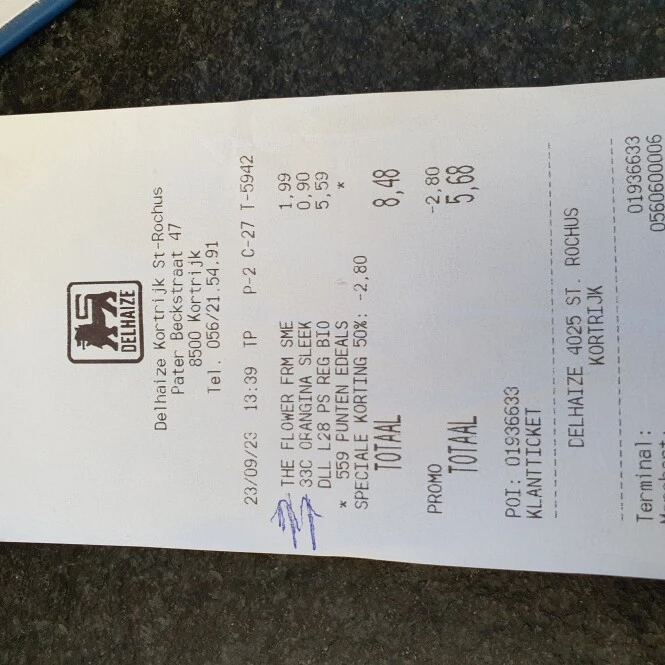 DELHAIZE
Delhaize Kortrijk St-Rochus
Pater Beckstraat 47
8500 Kortrijk
Tel. 056/21.54.91
23/09/23 13:39 TP P-2 C-27 T-5942
THE FLOWER FRM SME 1,99
33C ORANGINA SLEEK 0,90
DLL L28 PS REG BIO 5,59
* 559 PUNTEN EDEALS *
SPECIALE KORTING 50%: -2,80
TOTAAL 8,48
PROMO -2,80
TOTAAL 5,68
POI: 01936633
KLANTTICKET
DELHAIZE 4025 ST. ROCHUS
KORTRIJK
Terminal: 01936633
0560600006